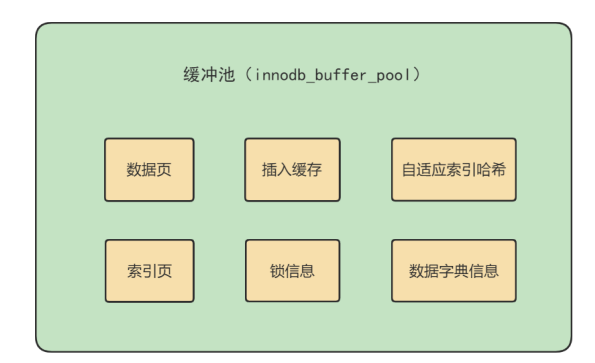 缓冲池（innodb_buffer_pool）
数据页
插入缓存
自适应索引哈希
索引页
锁信息
数据字典信息